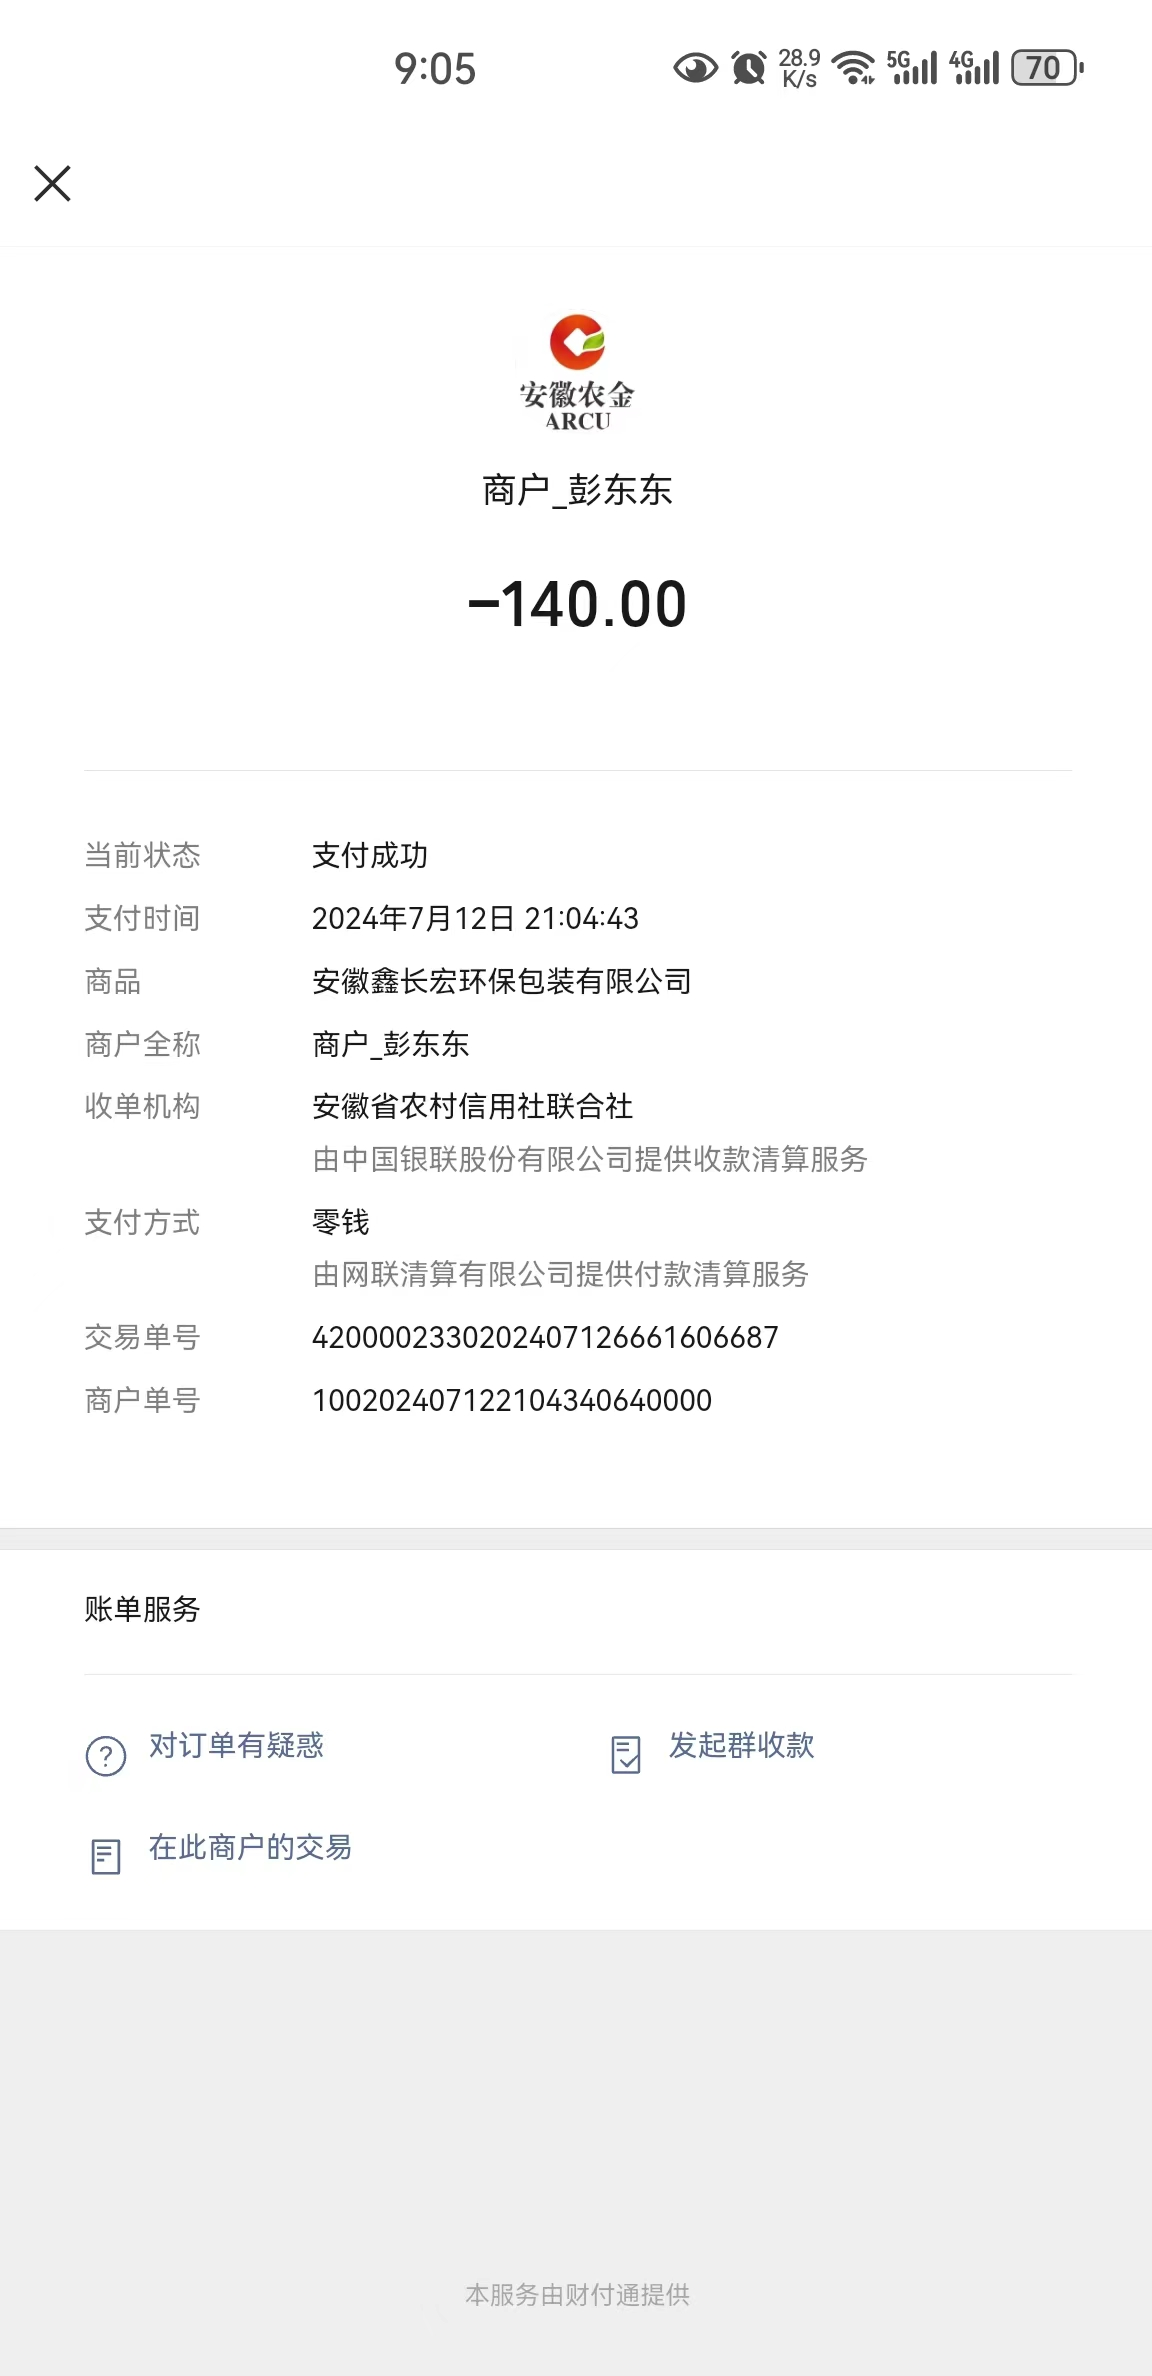 9:05
28.9
K/s
5G
4G
70
安徽农金
ARCU
商户_彭东东
-140.00
当前状态 支付成功
支付时间 2024年7月12日 21:04:43
商品 安徽鑫长宏环保包装有限公司
商户全称 商户_彭东东
收单机构 安徽省农村信用社联合社
由中国银联股份有限公司提供收款清算服务
支付方式 零钱
由网联清算有限公司提供付款清算服务
交易单号 4200002330202407126661606687
商户单号 100202407122104340640000
账单服务
对订单有疑惑 发起群收款
在此商户的交易
本服务由财付通提供